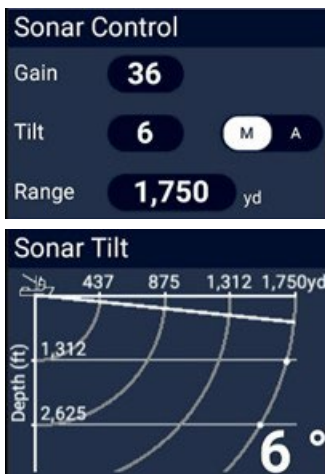 Sonar Control
Gain 36
Tilt 6 M A
Range 1,750 yd
Sonar Tilt
437 875 1,312 1,750yd
Depth (ft)
1,312
2,625
6 °